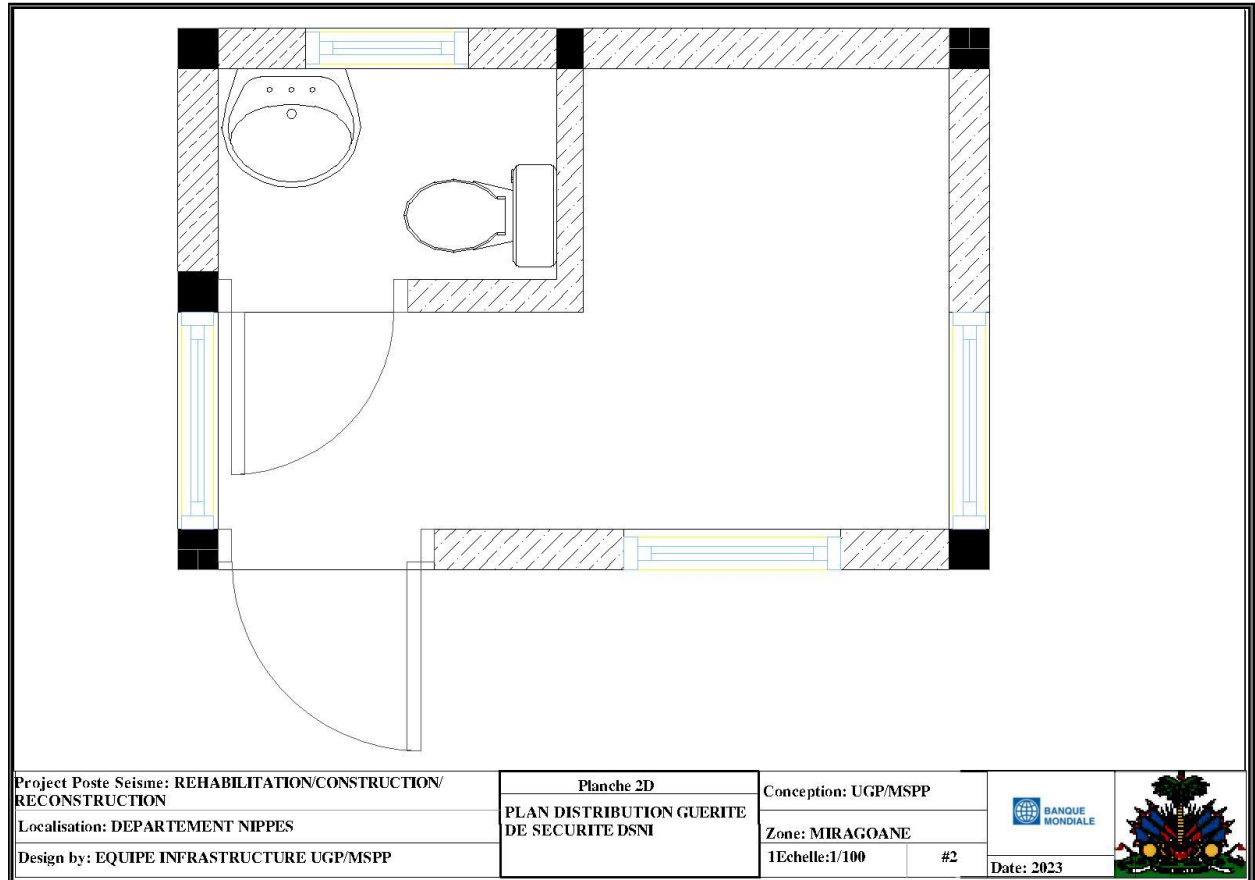 Project Poste Seisme: REHABILITATION/CONSTRUCTION/
RECONSTRUCTION
Localisation: DEPARTEMENT NIPPES
Design by: EQUIPE INFRASTRUCTURE UGP/MSPP
Planche 2D
PLAN DISTRIBUTION GUERITE
DE SECURITE DSNI
Conception: UGP/MSPP
Zone: MIRAGOANE
1Echelle:1/100
#2
BANQUE
MONDIALE
Date: 2023